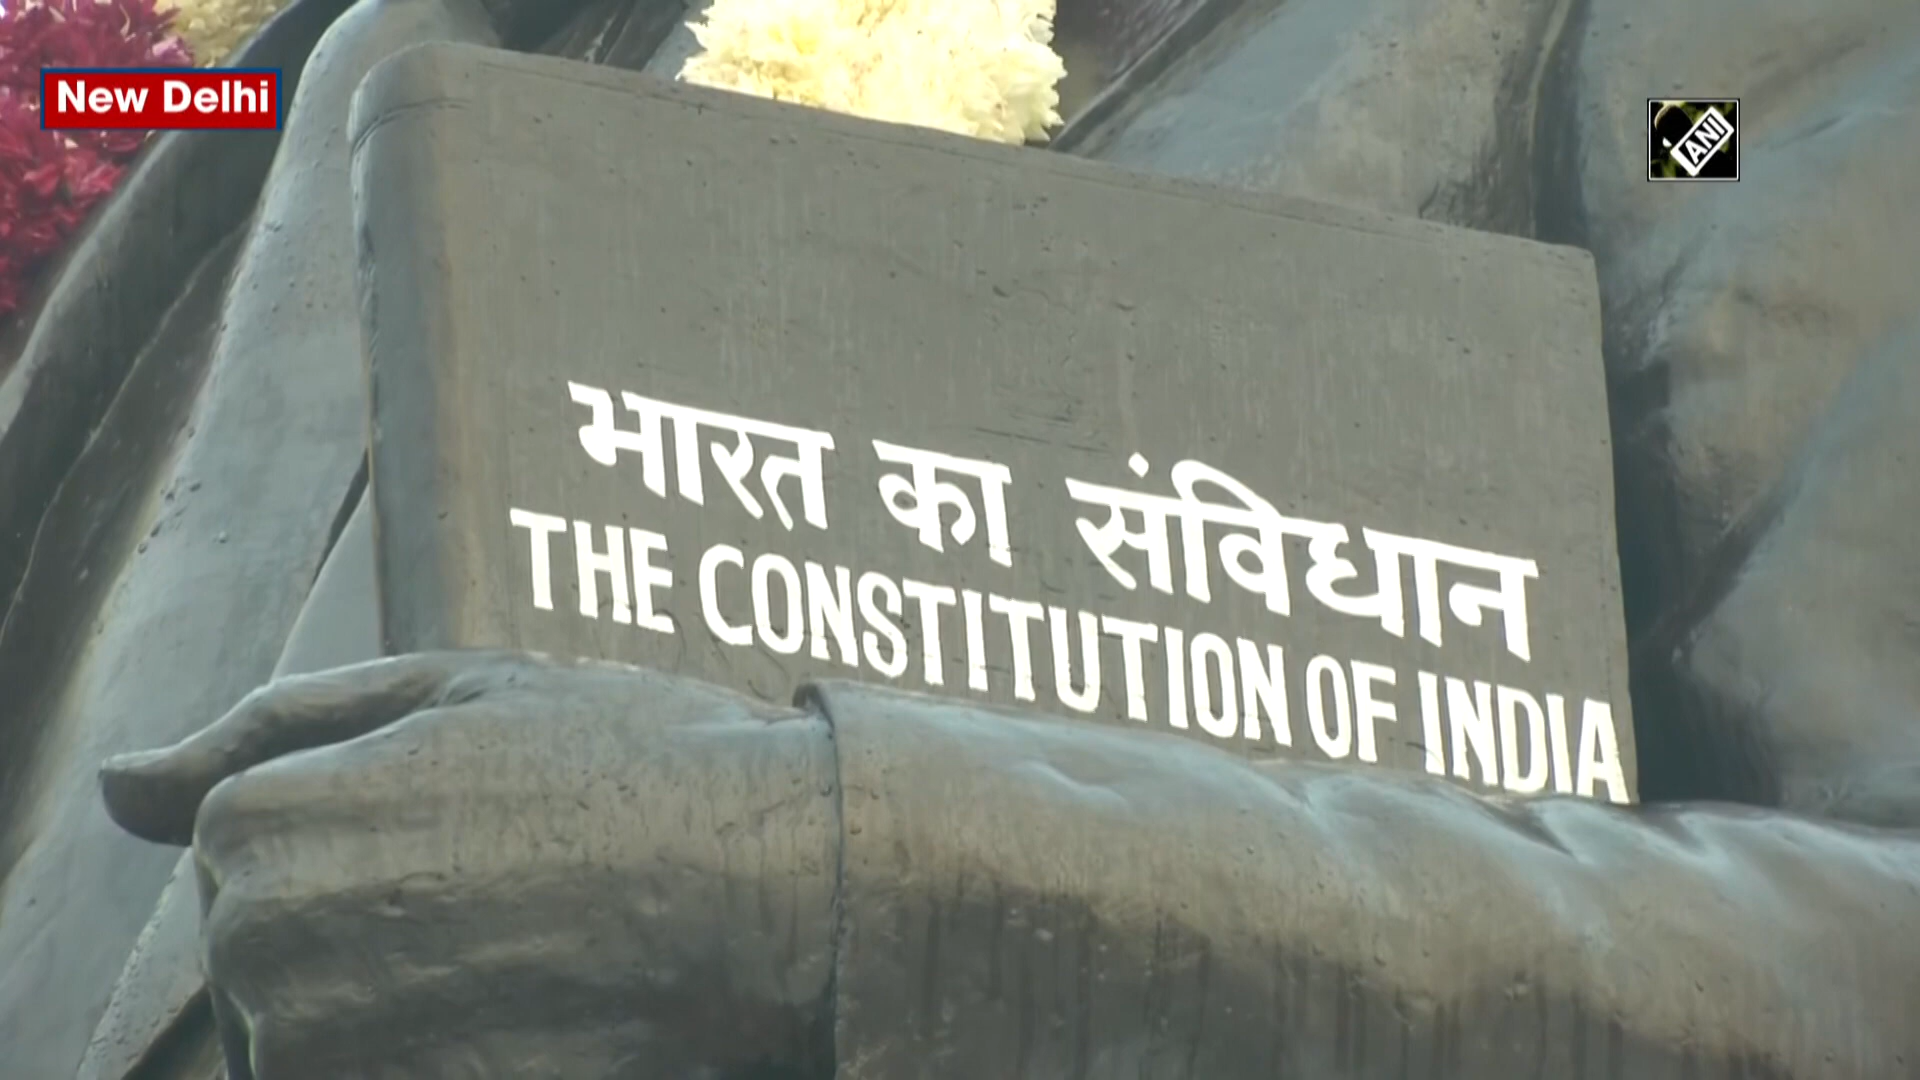 New Delhi
ANI
भारत का संविधान
THE CONSTITUTION OF INDIA